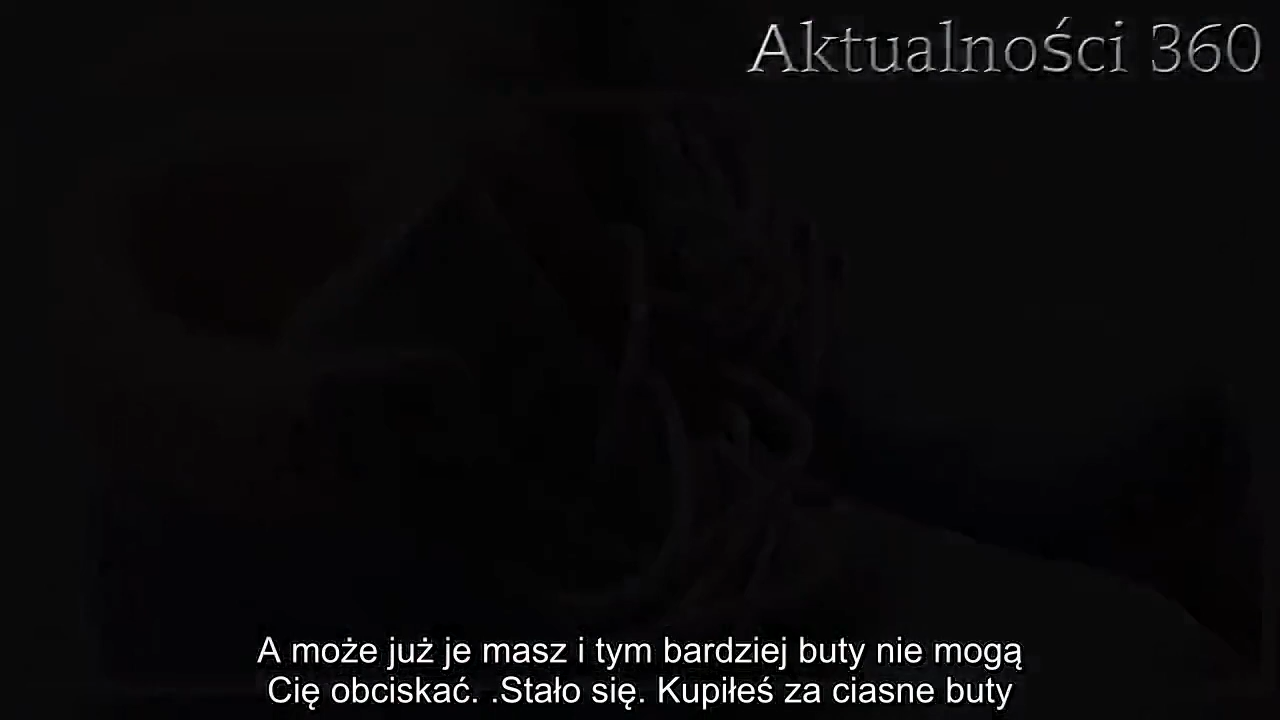 Aktualności 360
A może już je masz i tym bardziej buty nie mogą
Cię obciskać. .Stało się. Kupiłeś za ciasne buty